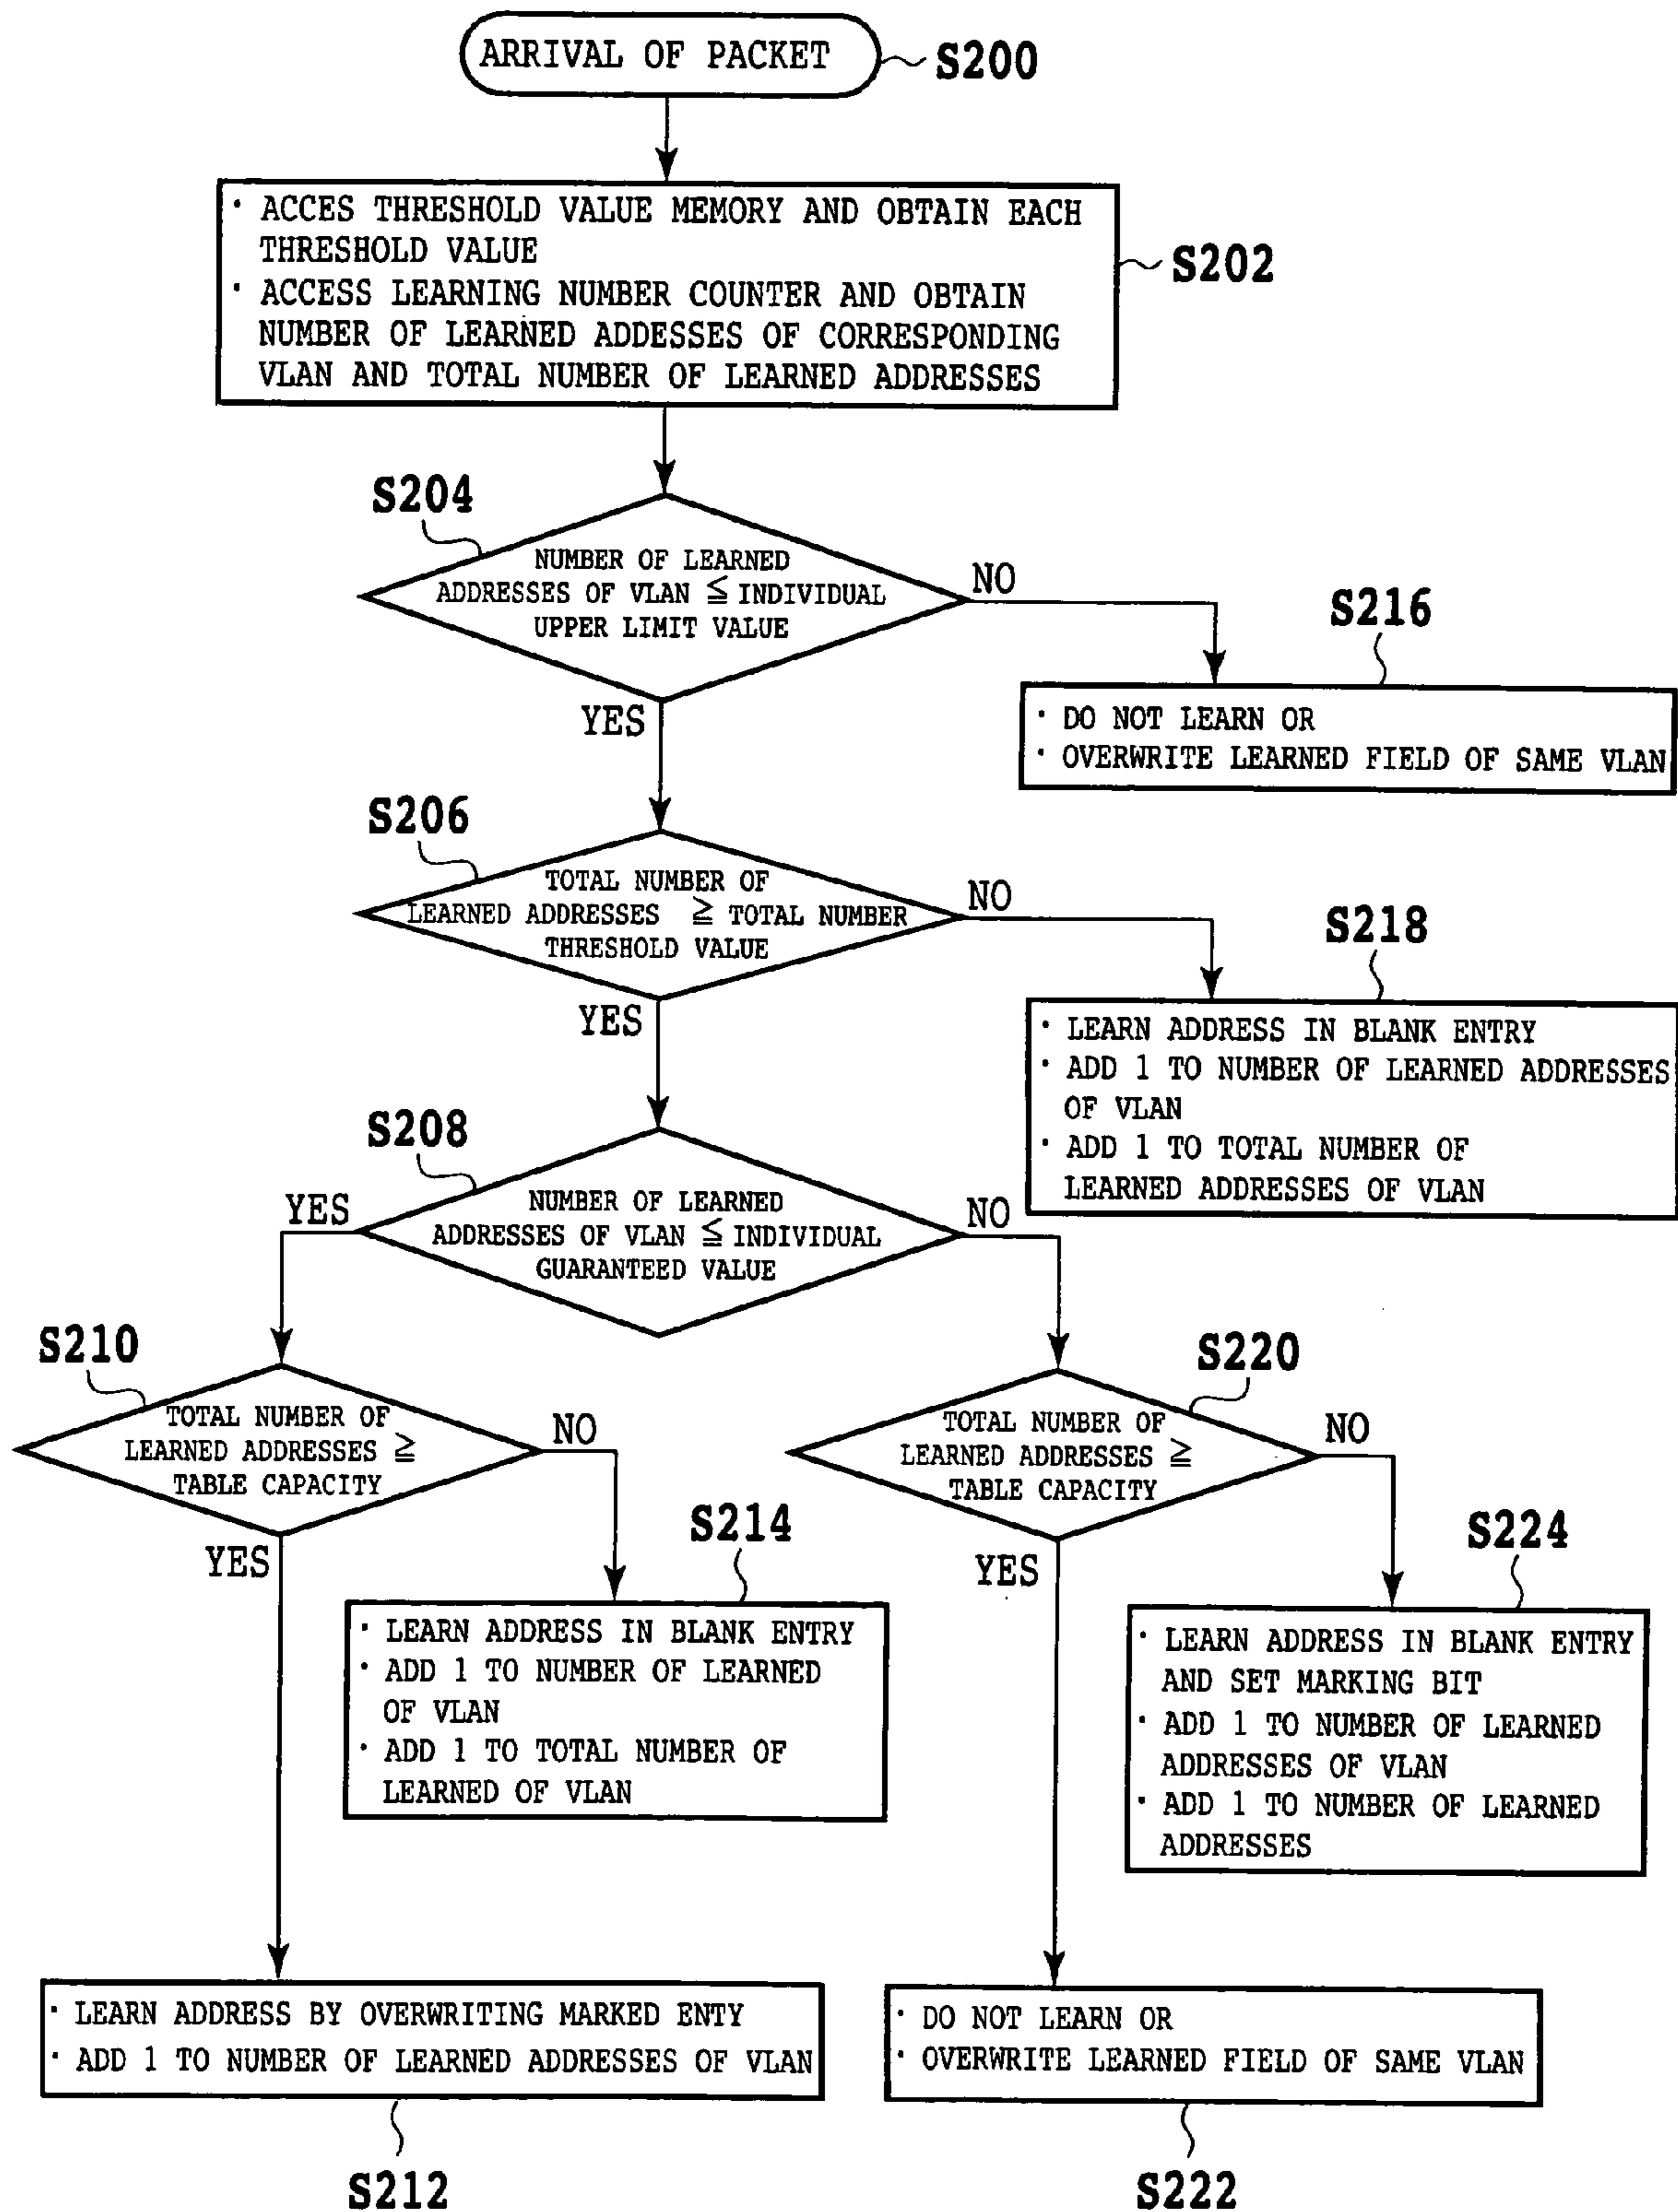 ARRIVAL OF PACKET
S200
· ACCES THRESHOLD VALUE MEMORY AND OBTAIN EACH
THRESHOLD VALUE
· ACCESS LEARNING NUMBER COUNTER AND OBTAIN
NUMBER OF LEARNED ADDESSES OF CORRESPONDING
VLAN AND TOTAL NUMBER OF LEARNED ADDRESSES
S202
S204
NUMBER OF LEARNED
ADDRESSES OF VLAN ≦ INDIVIDUAL
UPPER LIMIT VALUE
NO
YES
S216
· DO NOT LEARN OR
· OVERWRITE LEARNED FIELD OF SAME VLAN
S206
TOTAL NUMBER OF
LEARNED ADDRESSES ≧ TOTAL NUMBER
THRESHOLD VALUE
NO
YES
S218
· LEARN ADDRESS IN BLANK ENTRY
· ADD 1 TO NUMBER OF LEARNED ADDRESSES
OF VLAN
· ADD 1 TO TOTAL NUMBER OF
LEARNED ADDRESSES OF VLAN
S208
NUMBER OF LEARNED
ADDRESSES OF VLAN ≦ INDIVIDUAL
GUARANTEED VALUE
YES
NO
S210
TOTAL NUMBER OF
LEARNED ADDRESSES ≧
TABLE CAPACITY
NO
YES
S220
TOTAL NUMBER OF
LEARNED ADDRESSES ≧
TABLE CAPACITY
NO
YES
S214
· LEARN ADDRESS IN BLANK ENTRY
· ADD 1 TO NUMBER OF LEARNED
OF VLAN
· ADD 1 TO TOTAL NUMBER OF
LEARNED OF VLAN
S224
· LEARN ADDRESS IN BLANK ENTRY
AND SET MARKING BIT
· ADD 1 TO NUMBER OF LEARNED
ADDRESSES OF VLAN
· ADD 1 TO NUMBER OF LEARNED
ADDRESSES
· LEARN ADDRESS BY OVERWRITING MARKED ENTY
· ADD 1 TO NUMBER OF LEARNED ADDRESSES OF VLAN
S212
· DO NOT LEARN OR
· OVERWRITE LEARNED FIELD OF SAME VLAN
S222